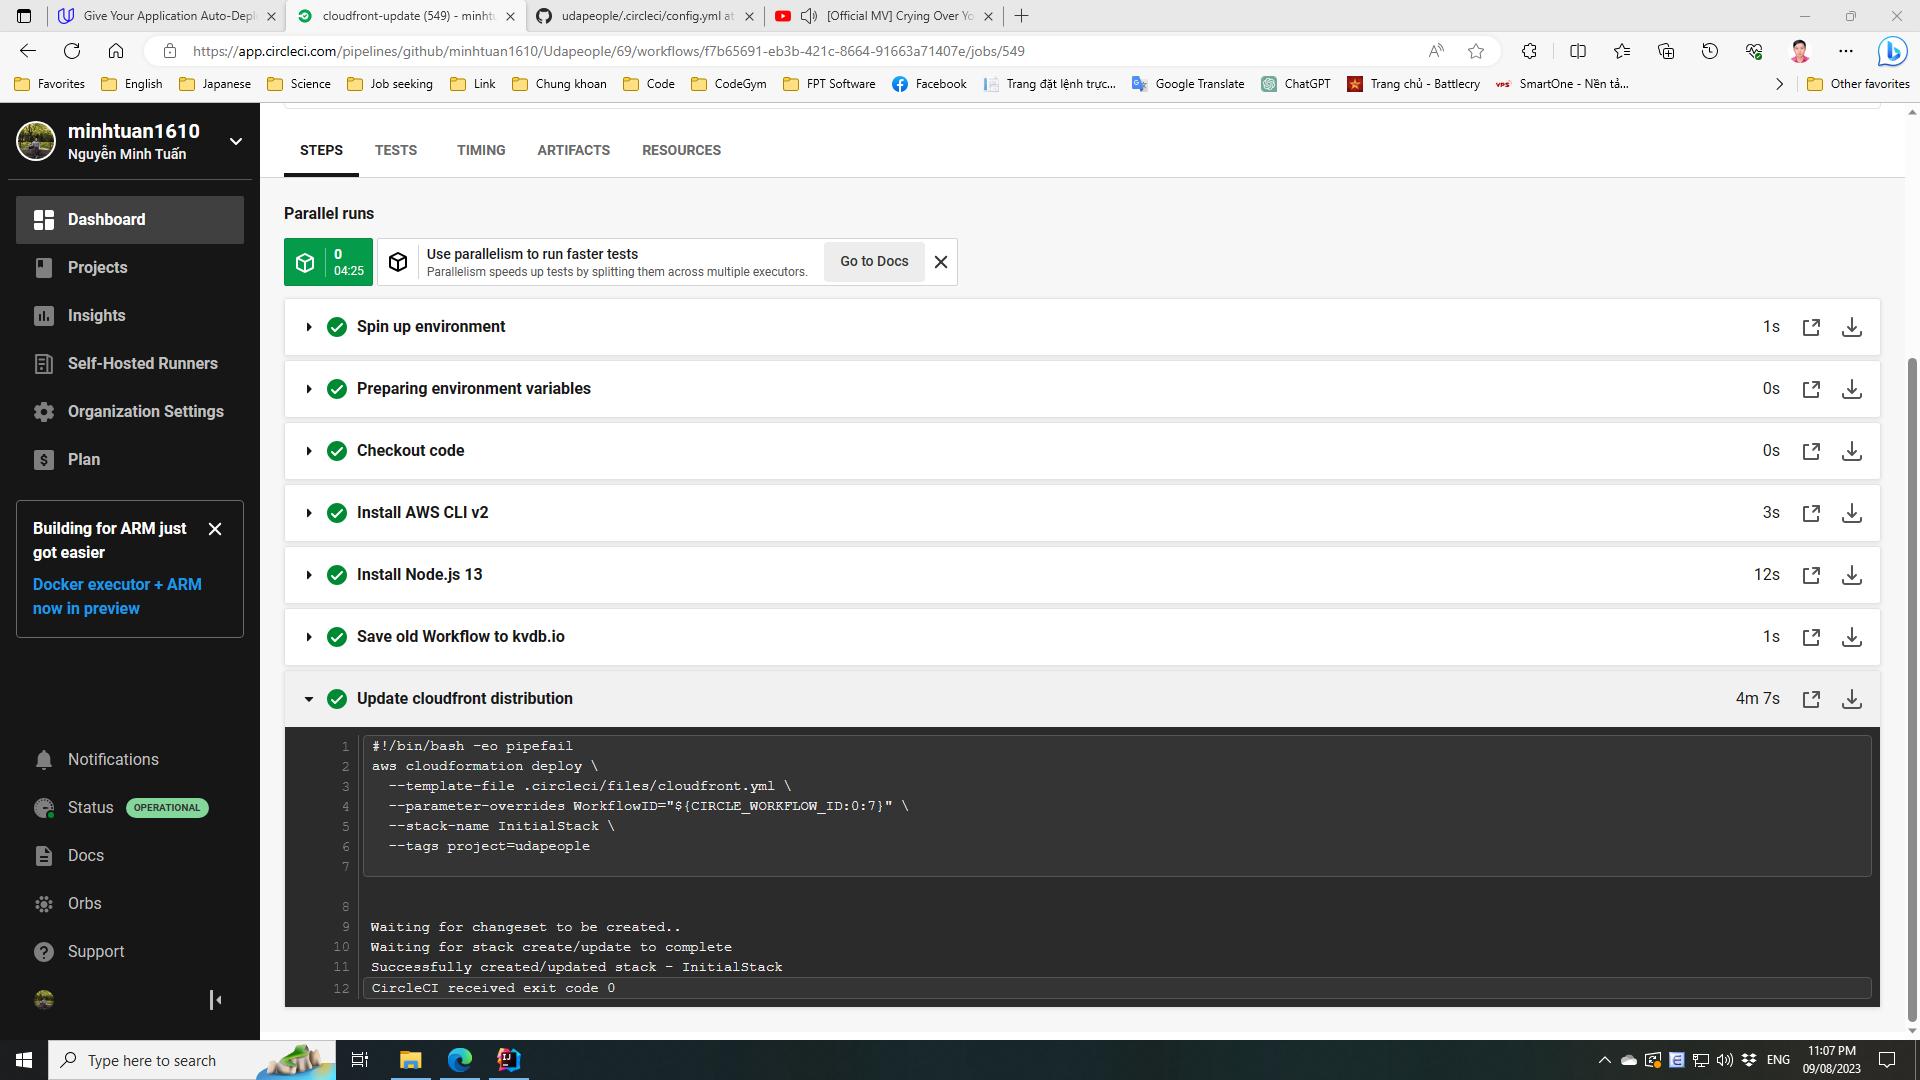 Give Your Application Auto-Depl
cloudfront-update (549) - minhtu
udapeople/.circleci/config.yml at
[Official MV] Crying Over Yo
https://app.circleci.com/pipelines/github/minhtuan1610/Udapeople/69/workflows/f7b65691-eb3b-421c-8664-91663a71407e/jobs/549
Favorites
English
Japanese
Science
Job seeking
Link
Chung khoan
Code
CodeGym
FPT Software
Facebook
Trang đặt lệnh trực...
Google Translate
ChatGPT
Trang chủ - Battlecry
SmartOne - Nền tả...
Other favorites
minhtuan1610
Nguyễn Minh Tuấn
Dashboard
Projects
Insights
Self-Hosted Runners
Organization Settings
Plan
Building for ARM just
got easier
Docker executor + ARM
now in preview
Notifications
Status OPERATIONAL
Docs
Orbs
Support
STEPS
TESTS
TIMING
ARTIFACTS
RESOURCES
Parallel runs
0
04:25
Use parallelism to run faster tests
Parallelism speeds up tests by splitting them across multiple executors.
Go to Docs
Spin up environment 1s
Preparing environment variables 0s
Checkout code 0s
Install AWS CLI v2 3s
Install Node.js 13 12s
Save old Workflow to kvdb.io 1s
Update cloudfront distribution 4m 7s
1 #!/bin/bash -eo pipefail
2 aws cloudformation deploy \
3 --template-file .circleci/files/cloudfront.yml \
4 --parameter-overrides WorkflowID="${CIRCLE_WORKFLOW_ID:0:7}" \
5 --stack-name InitialStack \
6 --tags project=udapeople
7
8
9 Waiting for changeset to be created..
10 Waiting for stack create/update to complete
11 Successfully created/updated stack - InitialStack
12 CircleCI received exit code 0
Type here to search
ENG
11:07 PM
09/08/2023